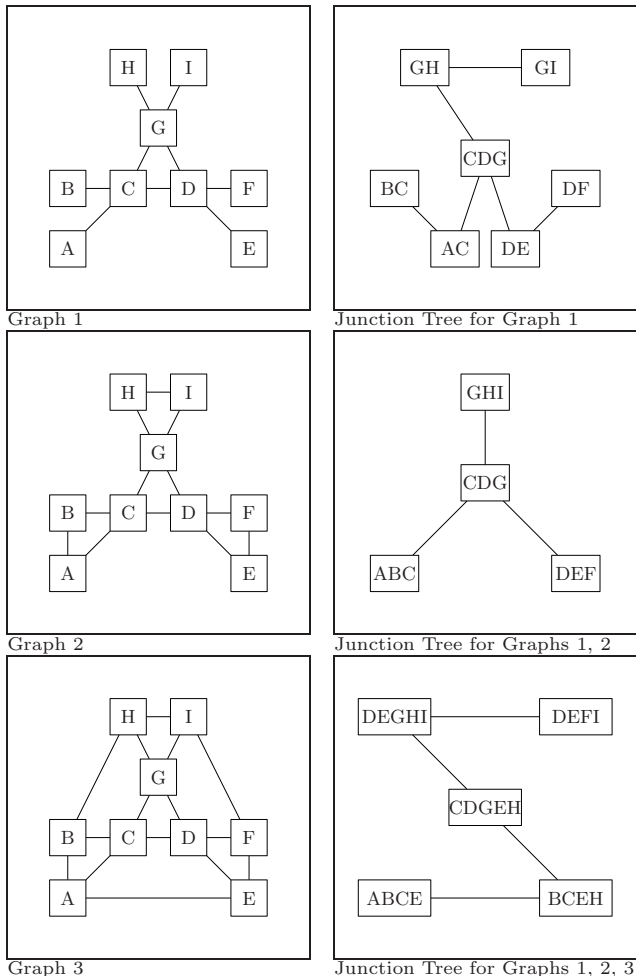 H I GH GI
G
CDG
B C D F BC DF
A E AC DE
Graph 1 Junction Tree for Graph 1
H I GHI
G
CDG
B C D F
A E ABC DEF
Graph 2 Junction Tree for Graphs 1, 2
H I DEGHI DEFI
G
CDGEH
B C D F
A E ABCE BCEH
Graph 3 Junction Tree for Graphs 1, 2, 3